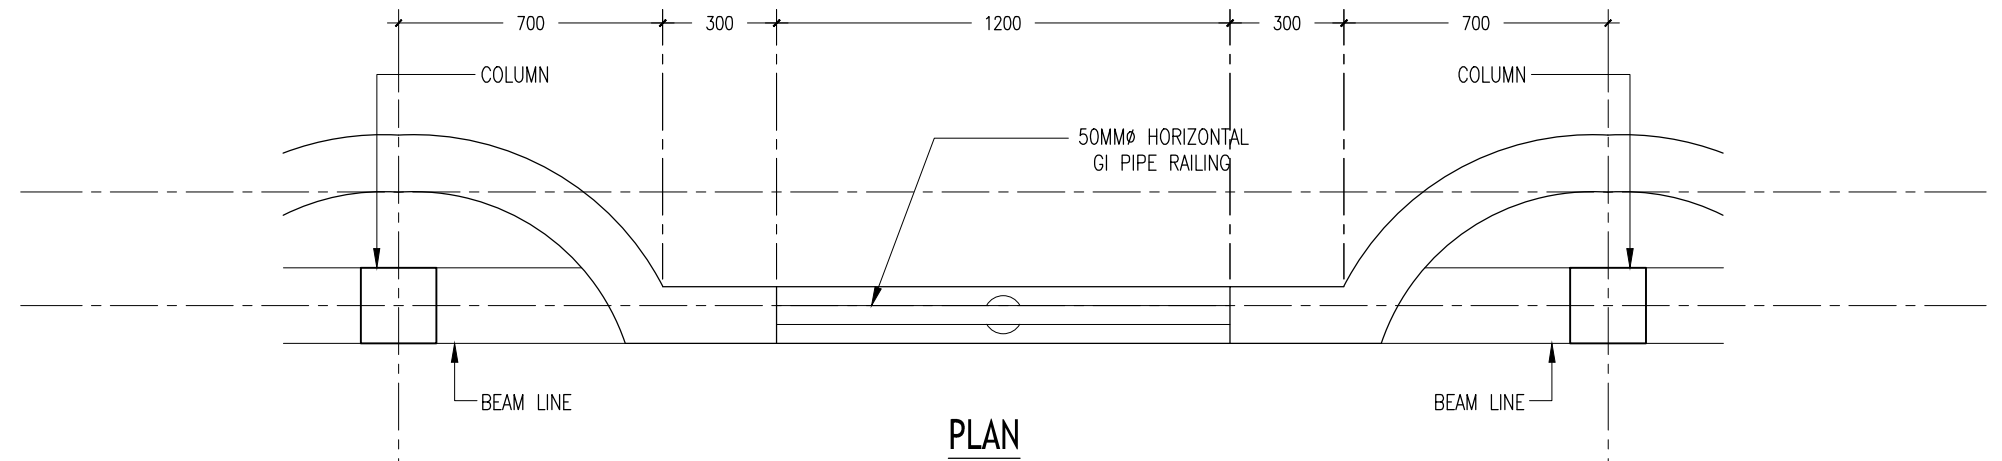 700 300 1200 300 700
COLUMN COLUMN
50MMØ HORIZONTAL
GI PIPE RAILING
BEAM LINE BEAM LINE
PLAN